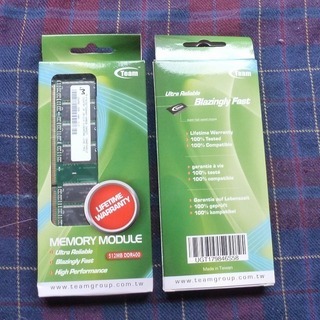 Team
LIFETIME
WARRANTY
MEMORY MODULE
Ultra Reliable
Blazingly Fast
High Performance
512MB DDR400
www.teamgroup.com.tw
Team
Ultra Reliable
Blazingly Fast
• Lifetime Warranty
• 100% Tested
• 100% Compatible
• garantie à vie
• 100% testé
• 100% compatible
• Garantie auf Lebenszeit
• 100% geprüft
• 100% kompatibel
UGT179846558
Made in Taiwan
www.teamgroup.com.tw